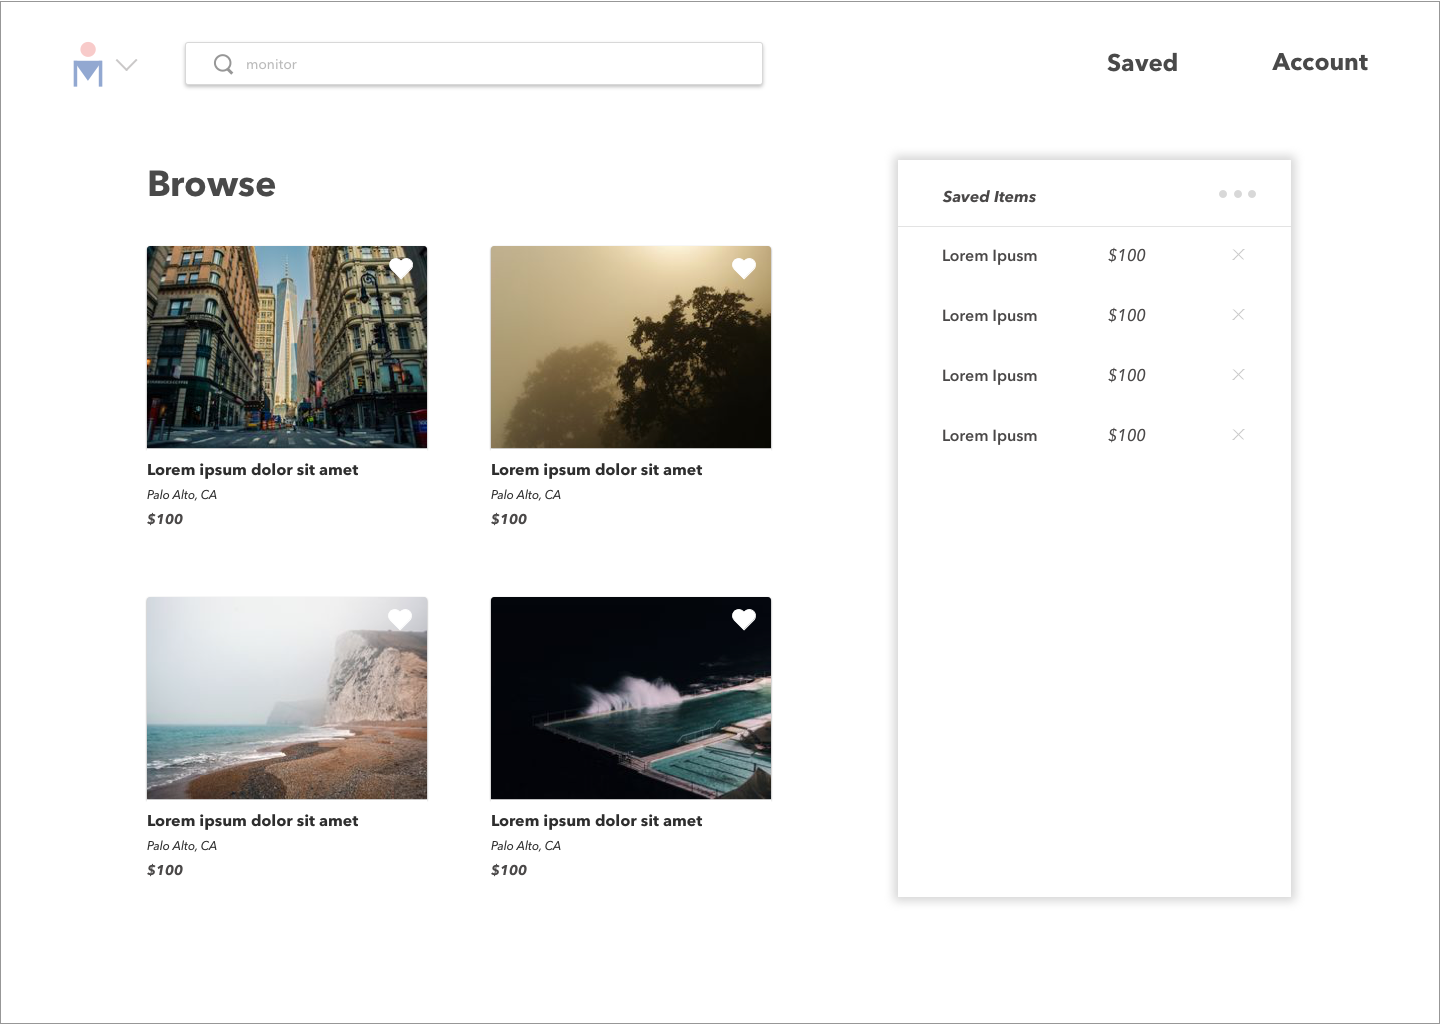 monitor
Saved
Account
Browse
Lorem ipsum dolor sit amet
Palo Alto, CA
$100
Lorem ipsum dolor sit amet
Palo Alto, CA
$100
Lorem ipsum dolor sit amet
Palo Alto, CA
$100
Lorem ipsum dolor sit amet
Palo Alto, CA
$100
Saved Items
Lorem Ipusm $100
Lorem Ipusm $100
Lorem Ipusm $100
Lorem Ipusm $100